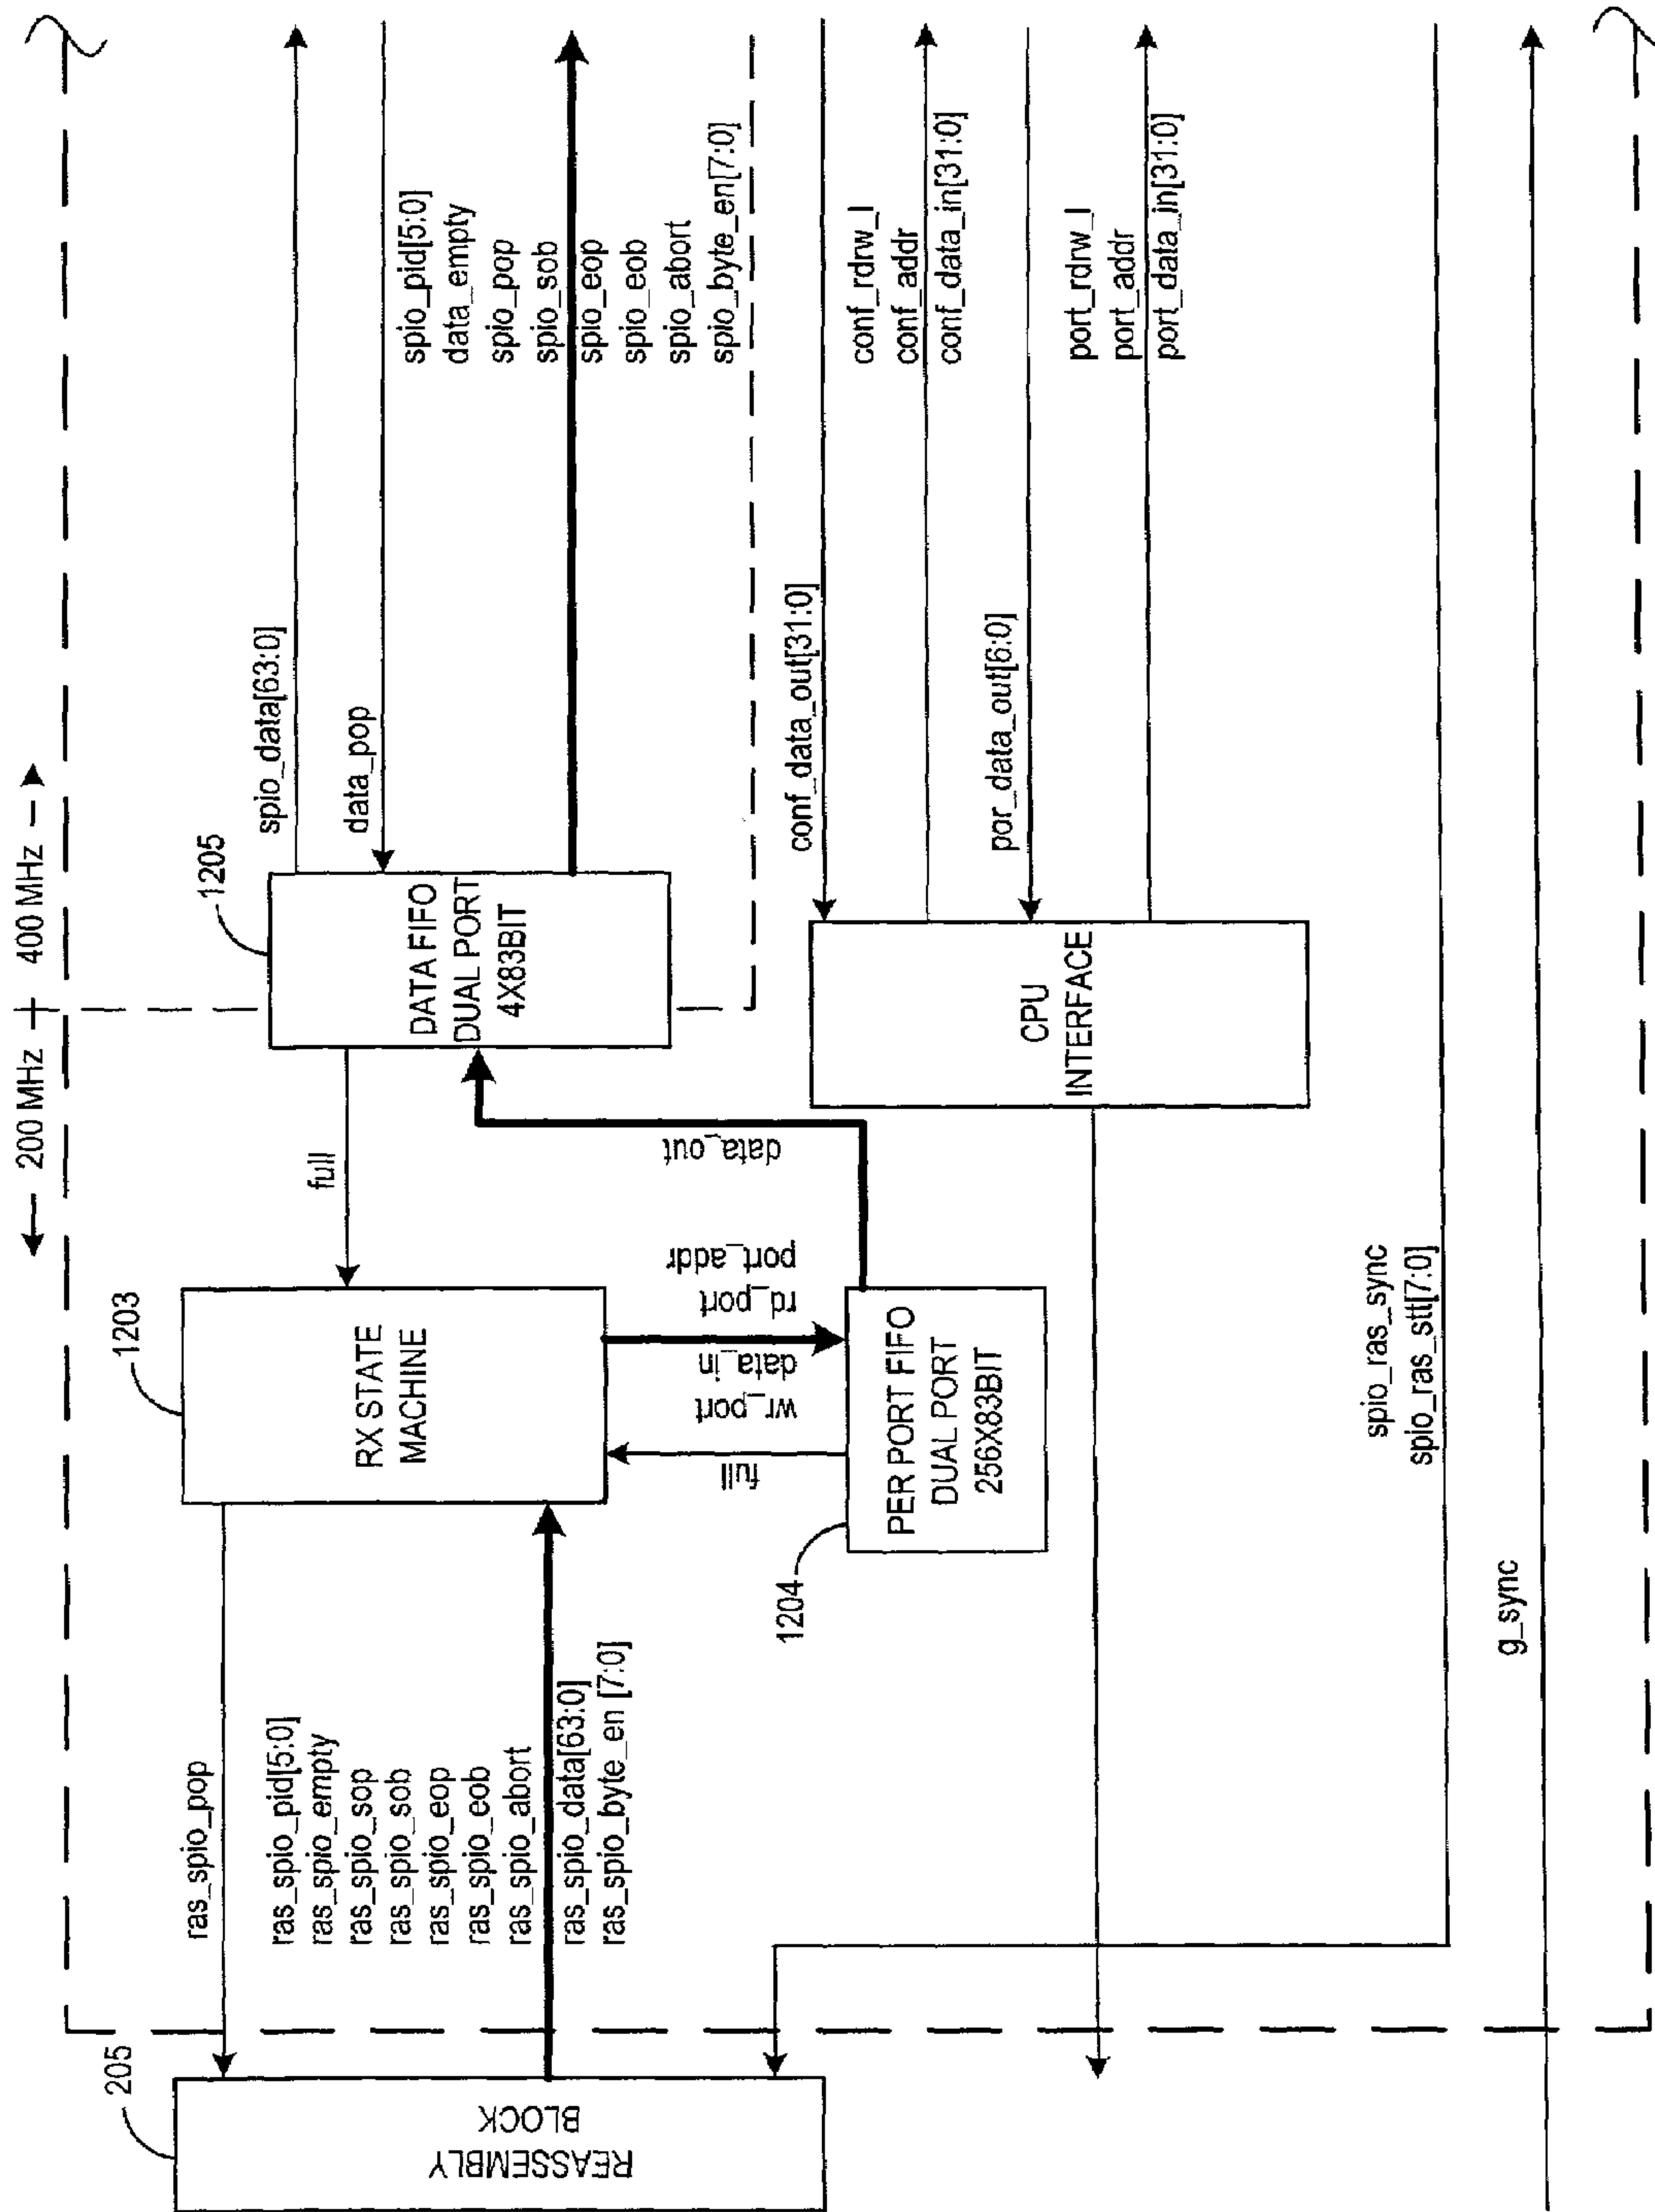 ← 200 MHz + 400 MHz →
205
REASSEMBLY
BLOCK
ras_spio_pop
ras_spio_pid[5:0]
ras_spio_empty
ras_spio_sop
ras_spio_sob
ras_spio_eop
ras_spio_eob
ras_spio_abort
ras_spio_data[63:0]
ras_spio_byte_en [7:0]
1203
RX STATE
MACHINE
full
full
wr_port
data_in
rd_port
port_addr
1204
PER PORT FIFO
DUAL PORT
256X83BIT
data_out
1205
DATA FIFO
DUAL PORT
4X83BIT
spio_data[63:0]
data_pop
spio_pid[5:0]
data_empty
spio_pop
spio_sob
spio_eop
spio_eob
spio_abort
spio_byte_en[7:0]
CPU
INTERFACE
conf_data_out[31:0]
conf_rdrw_l
conf_addr
conf_data_in[31:0]
por_data_out[6:0]
port_rdrw_l
port_addr
port_data_in[31:0]
spio_ras_sync
spio_ras_stt[7:0]
g_sync